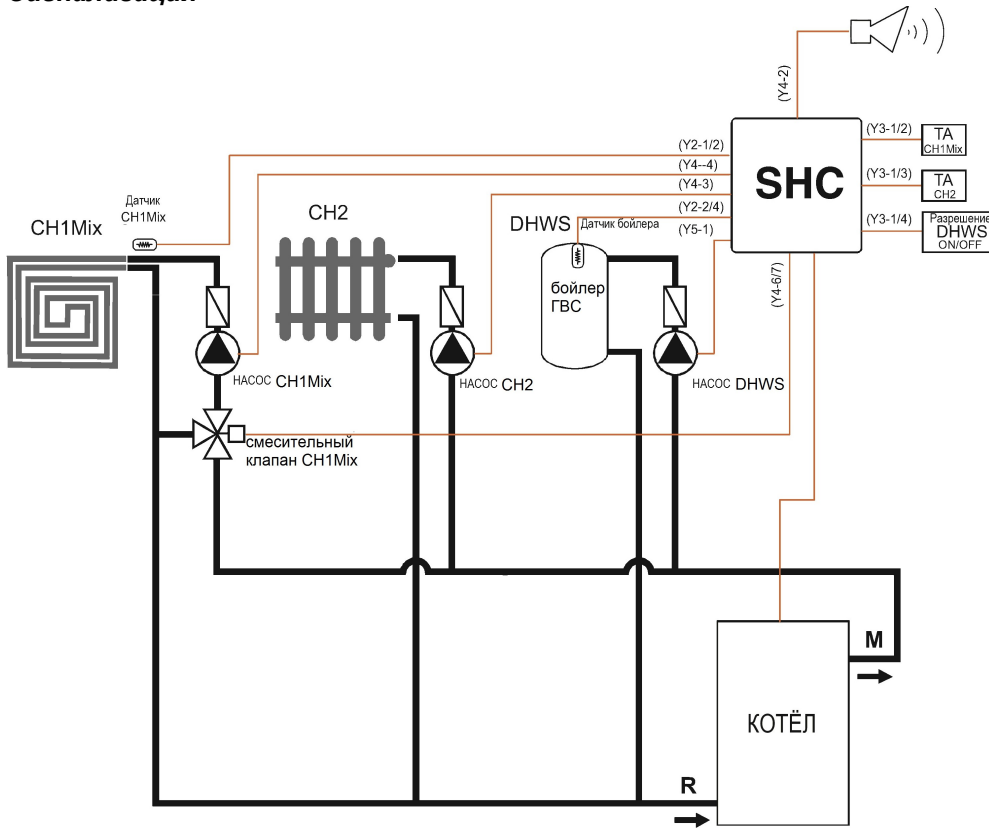 (Y4-2)
(Y2-1/2)
(Y4--4)
(Y4-3)
(Y2-2/4)
(Y5-1)
SHC
(Y3-1/2)
TA
CH1Mix
(Y3-1/3)
TA
CH2
(Y3-1/4)
Разрешение
DHWS
ON/OFF
(Y4-6/7)
Датчик
CH1Mix
CH1Mix
CH2
DHWS
Датчик бойлера
бойлер
ГВС
НАСОС CH1Mix
НАСОС CH2
НАСОС DHWS
смесительный
клапан CH1Mix
M
КОТЁЛ
R